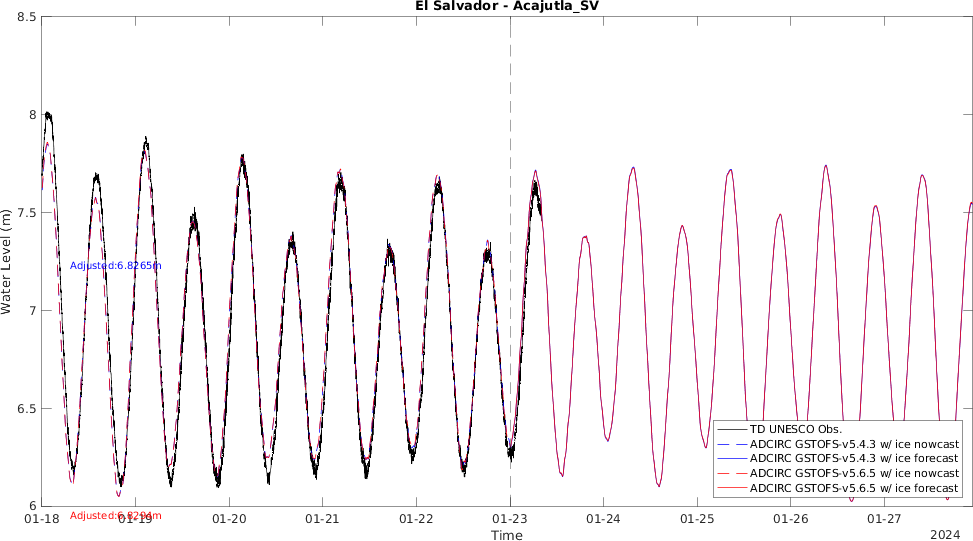 El Salvador - Acajutla_SV
8.5
8
7.5
7
6.5
6
Water Level (m)
Adjusted:6.8265m
Adjusted:6.8294m
TD UNESCO Obs.
ADCIRC GSTOFS-v5.4.3 w/ ice nowcast
ADCIRC GSTOFS-v5.4.3 w/ ice forecast
ADCIRC GSTOFS-v5.6.5 w/ ice nowcast
ADCIRC GSTOFS-v5.6.5 w/ ice forecast
01-18 01-19 01-20 01-21 01-22 01-23 01-24 01-25 01-26 01-27
Time
2024